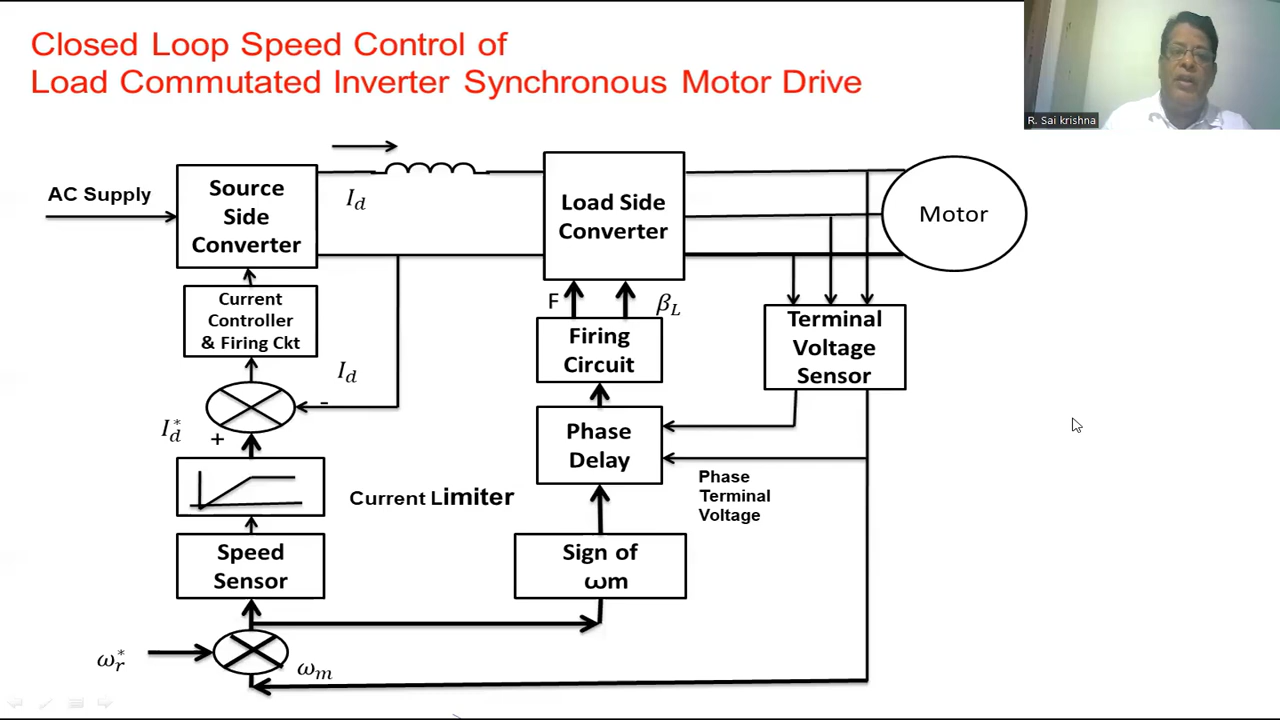 Closed Loop Speed Control of
Load Commutated Inverter Synchronous Motor Drive
R. Sai krishna
AC Supply
Source
Side
Converter
I_d
Load Side
Converter
Motor
Current
Controller
& Firing Ckt
F
β_L
Firing
Circuit
Terminal
Voltage
Sensor
I_d
-
I_d^*
+
Phase
Delay
Current Limiter
Phase
Terminal
Voltage
Speed
Sensor
Sign of
ωm
ω_r^*
ω_m